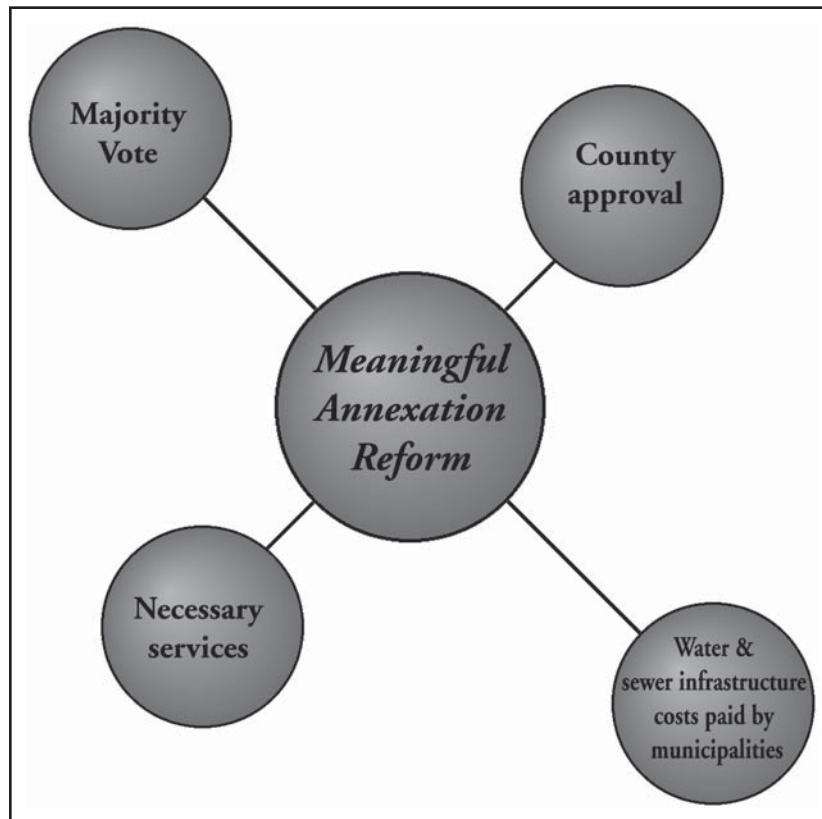 Majority
Vote
County
approval
Meaningful
Annexation
Reform
Necessary
services
Water &
sewer infrastructure
costs paid by
municipalities